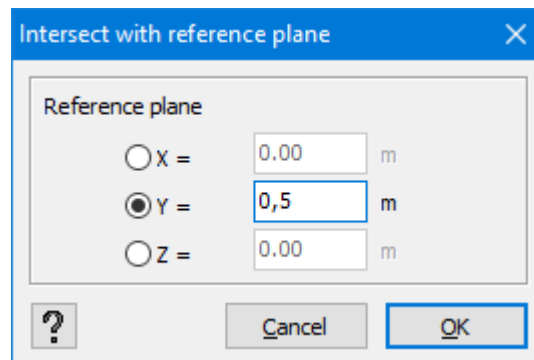 Intersect with reference plane
Reference plane
X = 0.00 m
Y = 0,5 m
Z = 0.00 m
? Cancel OK